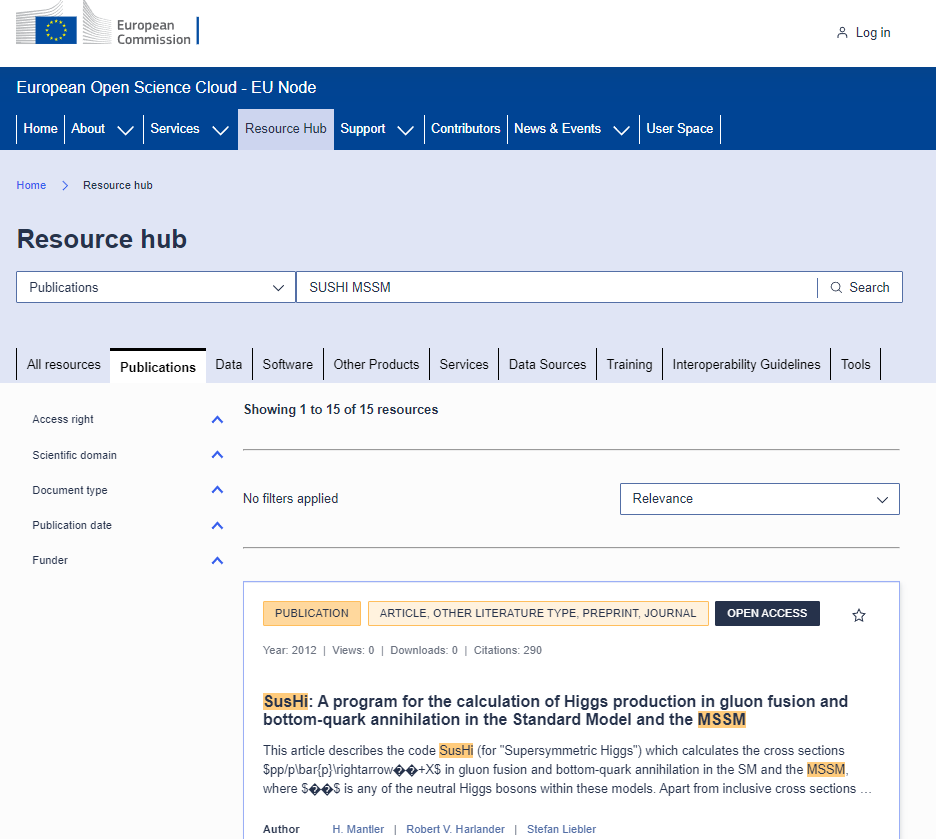 European
Commission
Log in
European Open Science Cloud - EU Node
Home About Services Resource Hub Support Contributors News & Events User Space
Home Resource hub
Resource hub
Publications SUSHI MSSM Search
All resources Publications Data Software Other Products Services Data Sources Training Interoperability Guidelines Tools
Showing 1 to 15 of 15 resources
Access right
Scientific domain
Document type
Publication date
Funder
No filters applied Relevance
PUBLICATION ARTICLE, OTHER LITERATURE TYPE, PREPRINT, JOURNAL OPEN ACCESS
Year: 2012 | Views: 0 | Downloads: 0 | Citations: 290
SusHi: A program for the calculation of Higgs production in gluon fusion and
bottom-quark annihilation in the Standard Model and the MSSM
This article describes the code SusHi (for "Supersymmetric Higgs") which calculates the cross sections
$pp/p\bar{p}\rightarrow��+X$ in gluon fusion and bottom-quark annihilation in the SM and the MSSM,
where $��$ is any of the neutral Higgs bosons within these models. Apart from inclusive cross sections …
Author H. Mantler | Robert V. Harlander | Stefan Liebler